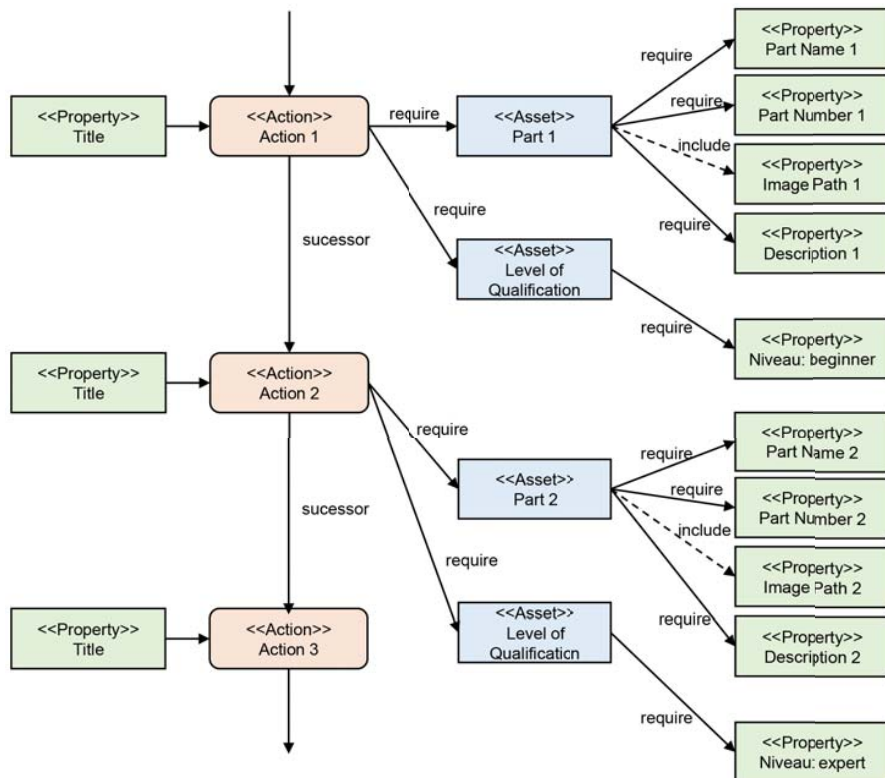 <<Property>>
Part Name 1
require
<<Property>>
Title
<<Action>>
Action 1
require
<<Asset>>
Part 1
require
<<Property>>
Part Number 1
include
<<Property>>
Image Path 1
require
<<Property>>
Description 1
require
sucessor
<<Asset>>
Level of
Qualification
require
<<Property>>
Niveau: beginner
<<Property>>
Title
<<Action>>
Action 2
require
<<Asset>>
Part 2
require
<<Property>>
Part Name 2
require
<<Property>>
Part Number 2
include
<<Property>>
Image Path 2
require
<<Property>>
Description 2
sucessor
require
<<Asset>>
Level of
Qualification
<<Property>>
Title
<<Action>>
Action 3
require
<<Property>>
Niveau: expert